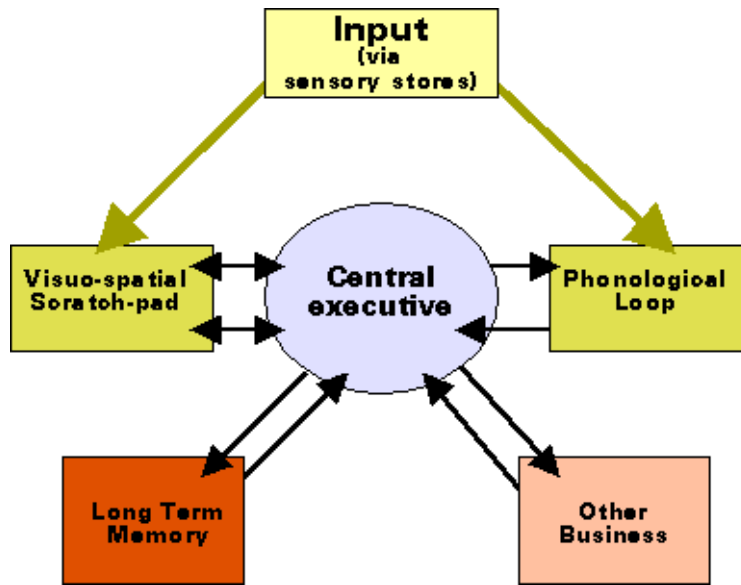 Input
(via
sensory stores)
Visuo-spatial
Scratch-pad
Central
executive
Phonological
Loop
Long Term
Memory
Other
Business